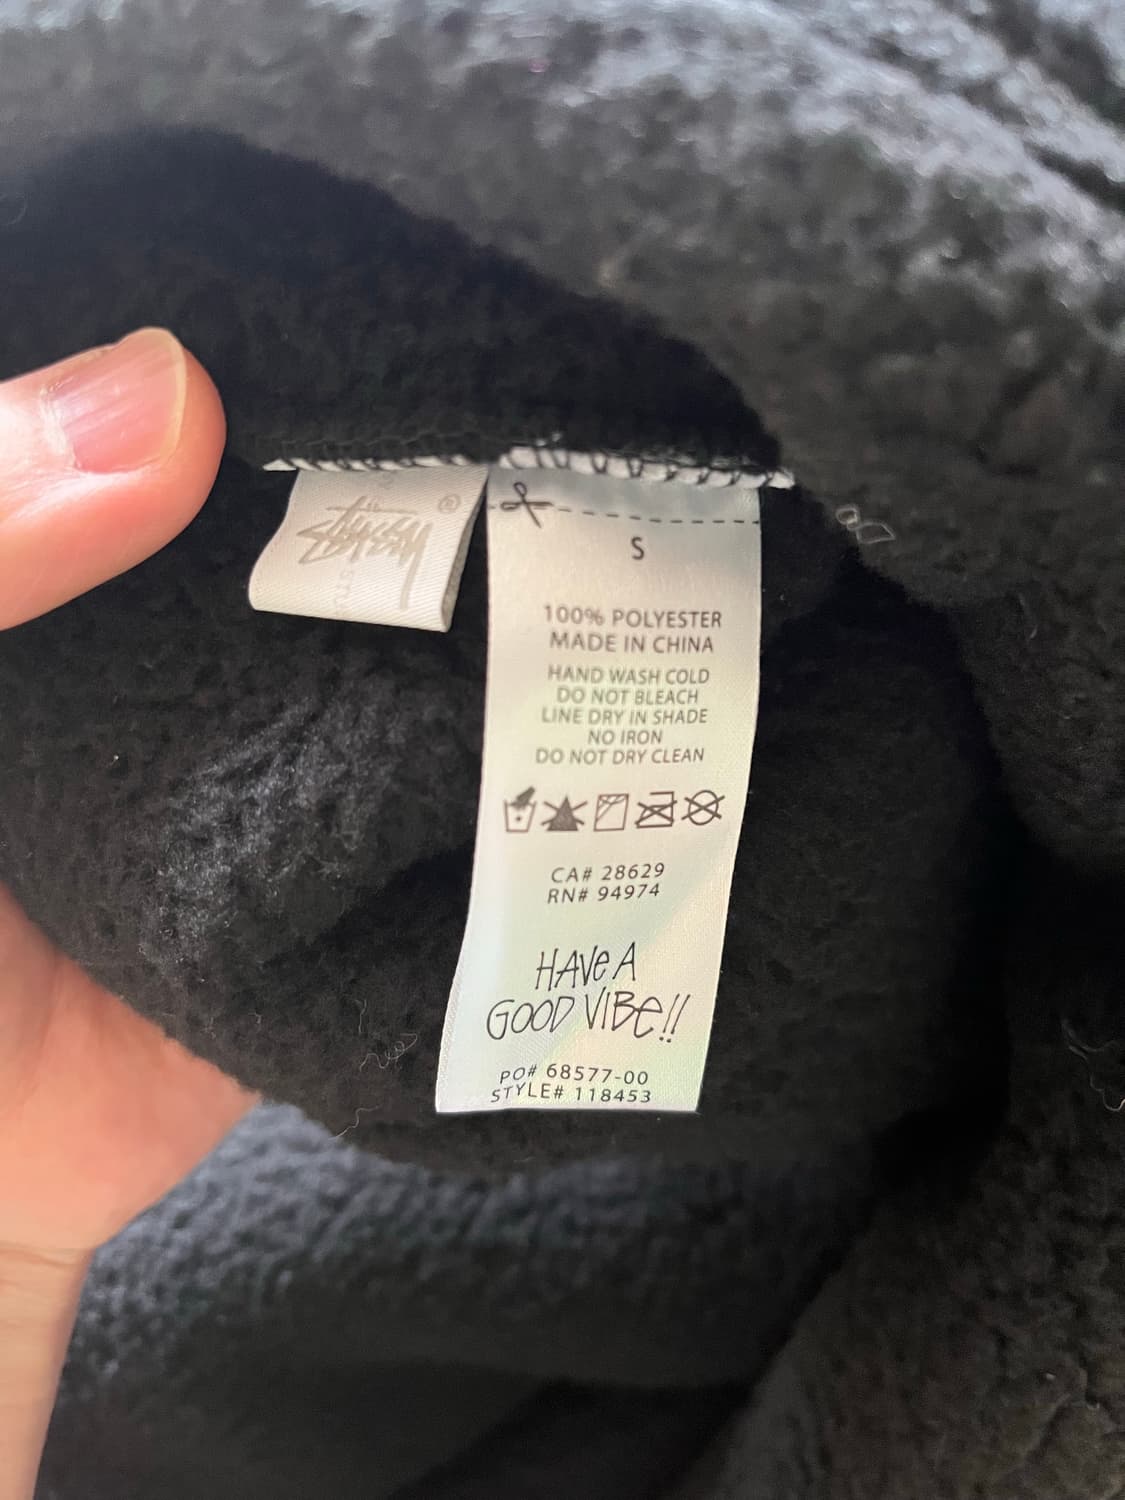 Stüssy ®
S
100% POLYESTER
MADE IN CHINA
HAND WASH COLD
DO NOT BLEACH
LINE DRY IN SHADE
NO IRON
DO NOT DRY CLEAN
CA# 28629
RN# 94974
HAVE A
GOOD VIBE!!
PO# 68577-00
STYLE# 118453